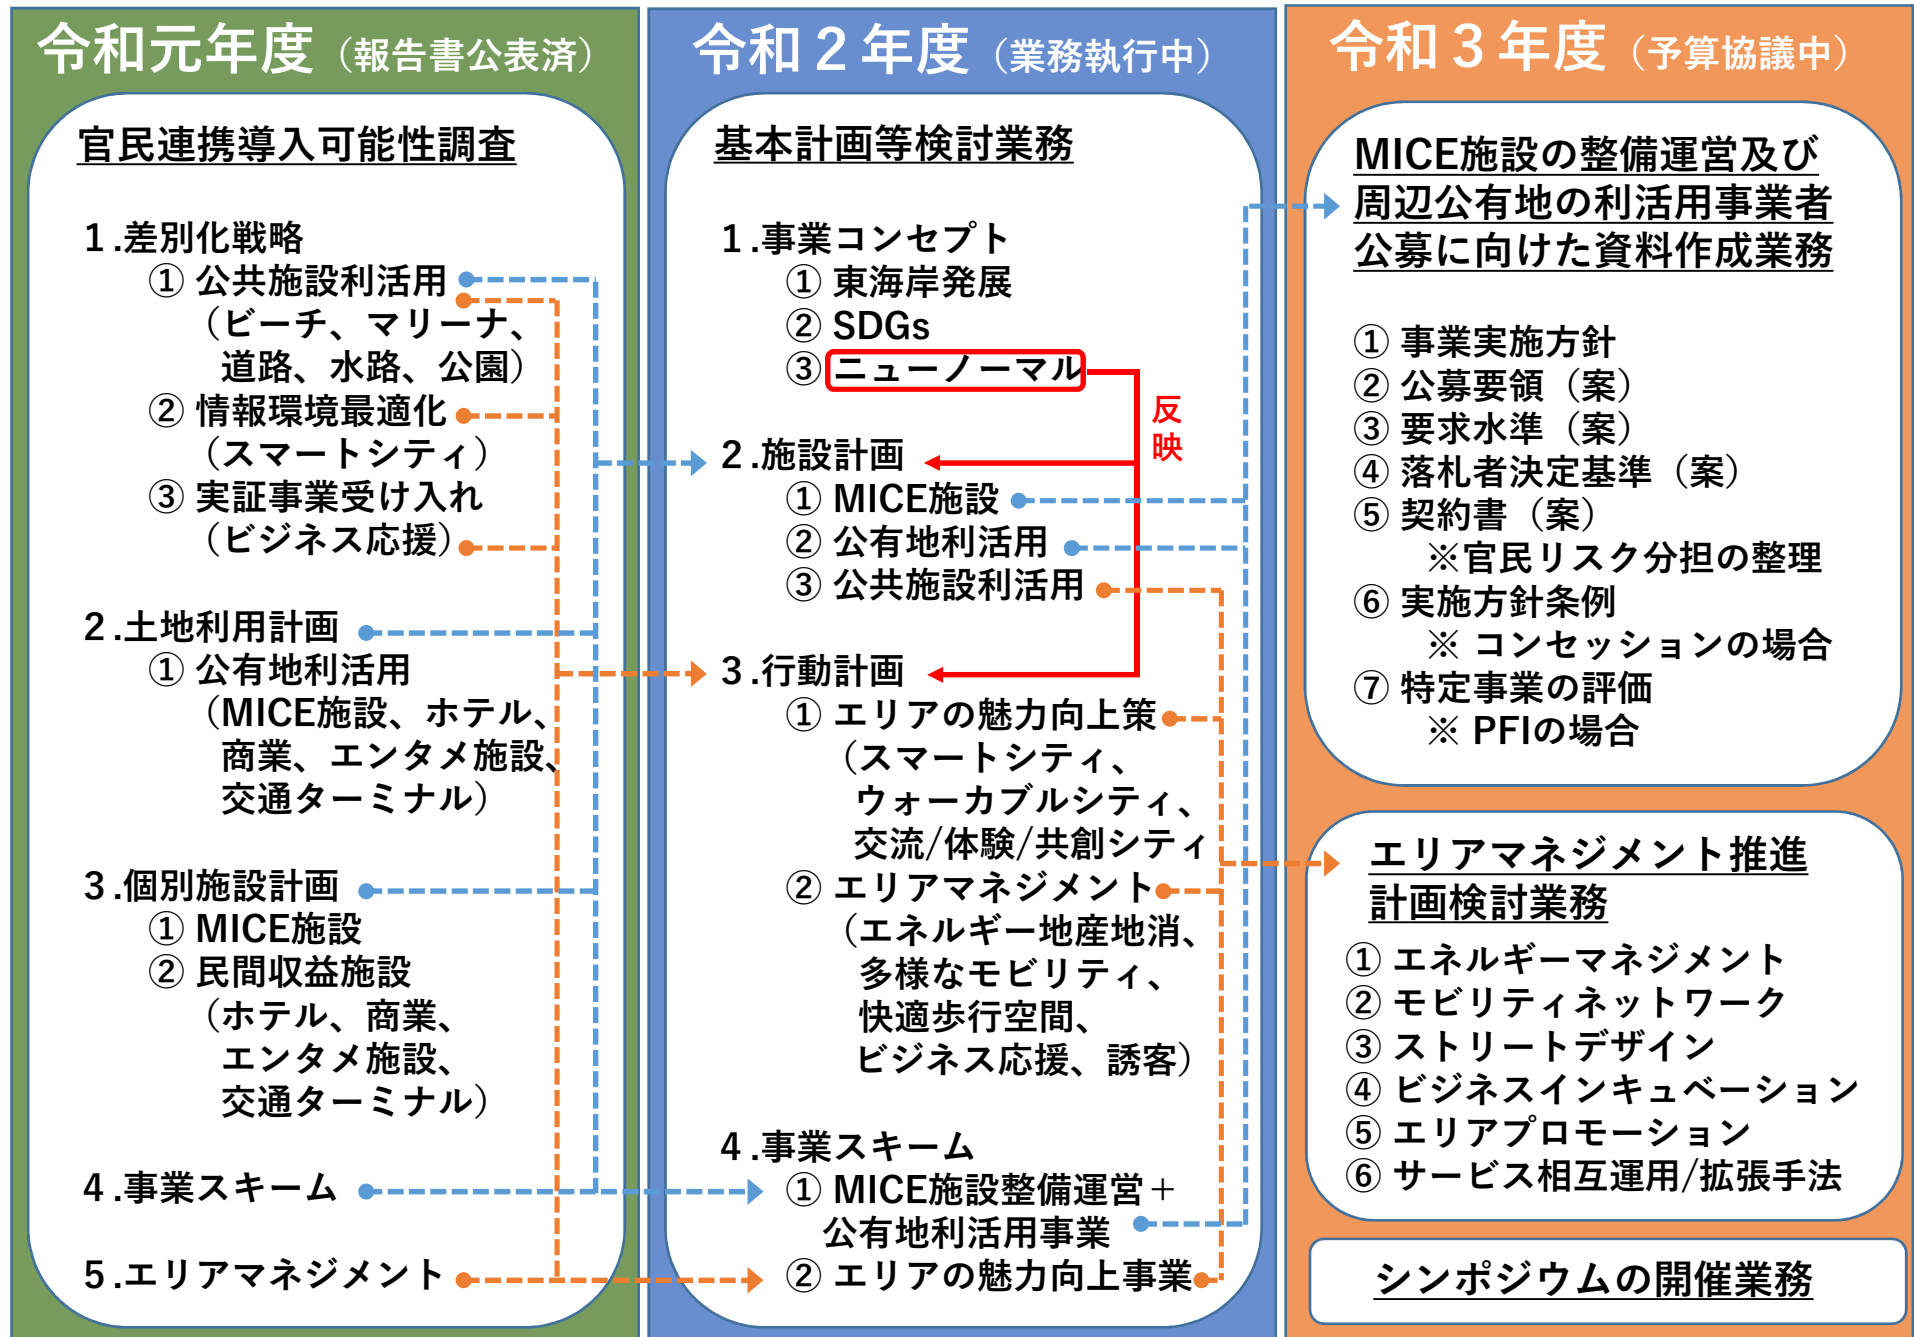 令和元年度（報告書公表済）
官民連携導入可能性調査
１.差別化戦略
① 公共施設利活用
（ビーチ、マリーナ、
道路、水路、公園）
② 情報環境最適化
（スマートシティ）
③ 実証事業受け入れ
（ビジネス応援）
２.土地利用計画
① 公有地利活用
（MICE施設、ホテル、
商業、エンタメ施設、
交通ターミナル）
３.個別施設計画
① MICE施設
② 民間収益施設
（ホテル、商業、
エンタメ施設、
交通ターミナル）
４.事業スキーム
５.エリアマネジメント
令和２年度（業務執行中）
基本計画等検討業務
１.事業コンセプト
① 東海岸発展
② SDGs
③ ニューノーマル
反
映
２.施設計画
① MICE施設
② 公有地利活用
③ 公共施設利活用
３.行動計画
① エリアの魅力向上策
（スマートシティ、
ウォーカブルシティ、
交流/体験/共創シティ
② エリアマネジメント
（エネルギー地産地消、
多様なモビリティ、
快適歩行空間、
ビジネス応援、誘客）
４.事業スキーム
① MICE施設整備運営＋
公有地利活用事業
② エリアの魅力向上事業
令和３年度（予算協議中）
MICE施設の整備運営及び
周辺公有地の利活用事業者
公募に向けた資料作成業務
① 事業実施方針
② 公募要領（案）
③ 要求水準（案）
④ 落札者決定基準（案）
⑤ 契約書（案）
※官民リスク分担の整理
⑥ 実施方針条例
※ コンセッションの場合
⑦ 特定事業の評価
※ PFIの場合
エリアマネジメント推進
計画検討業務
① エネルギーマネジメント
② モビリティネットワーク
③ ストリートデザイン
④ ビジネスインキュベーション
⑤ エリアプロモーション
⑥ サービス相互運用/拡張手法
シンポジウムの開催業務